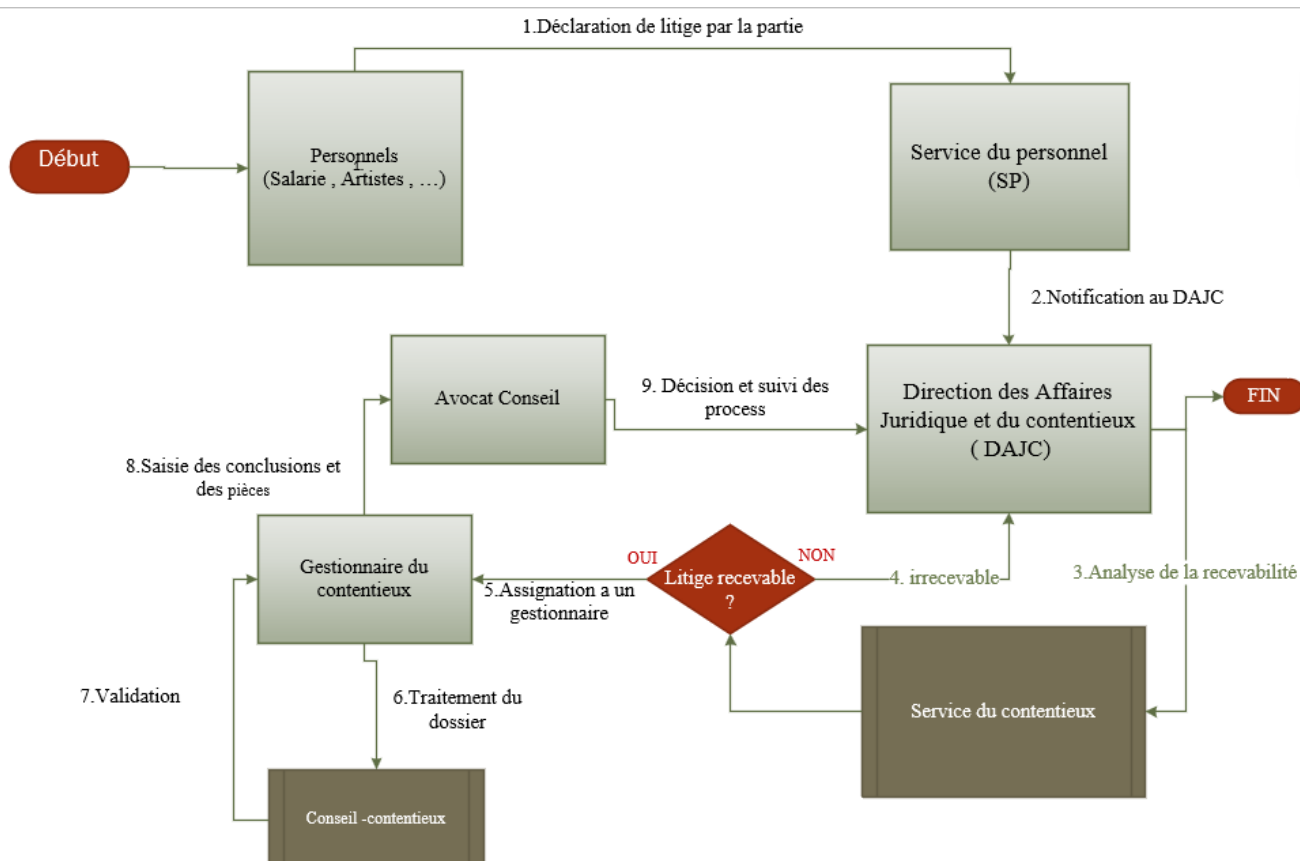 1.Déclaration de litige par la partie
Début
Personnels
(Salarie , Artistes , …)
Service du personnel
(SP)
2.Notification au DAJC
Avocat Conseil
9. Décision et suivi des
process
Direction des Affaires
Juridique et du contentieux
( DAJC)
FIN
8.Saisie des conclusions et
des pièces
Gestionnaire du
contentieux
OUI
5.Assignation a un
gestionnaire
Litige recevable
?
NON
4. irrecevable
3.Analyse de la recevabilité
7.Validation
6.Traitement du
dossier
Service du contentieux
Conseil -contentieux